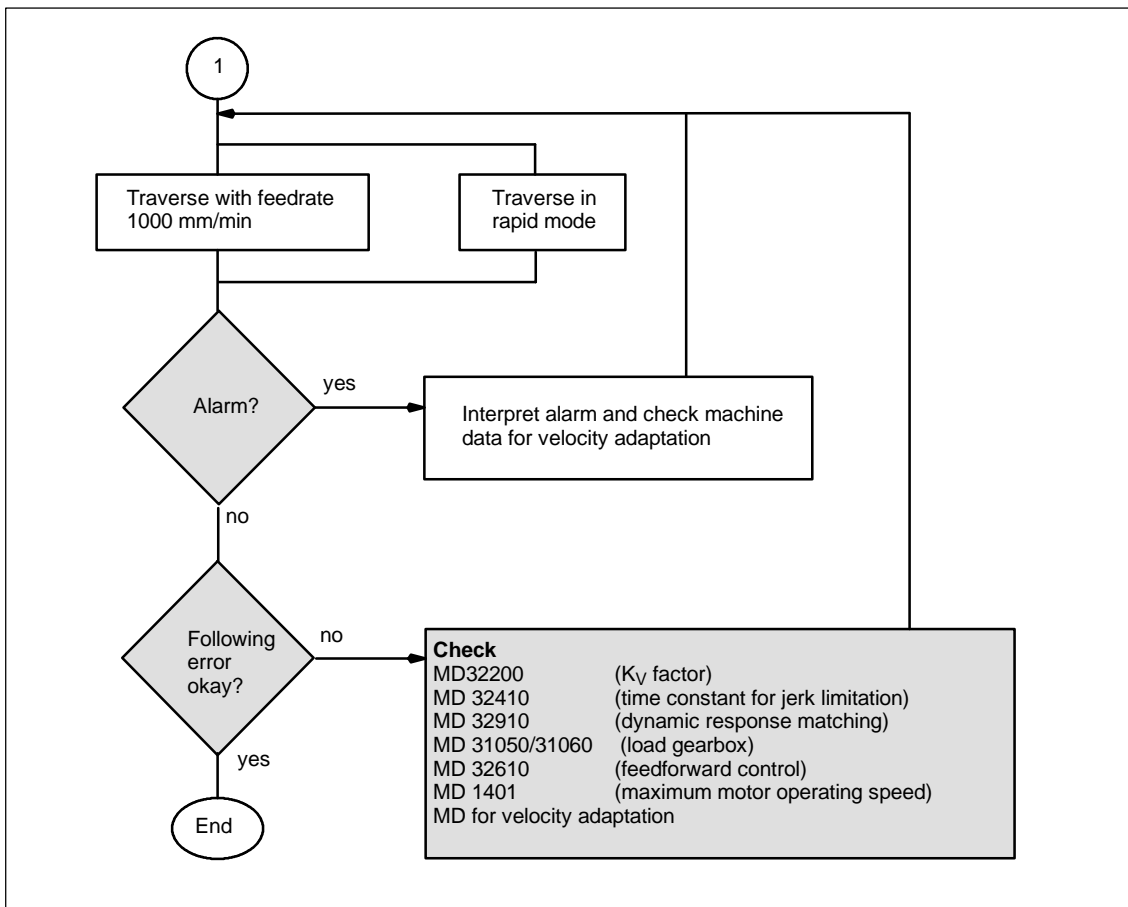 1
Traverse with feedrate
1000 mm/min
Traverse in
rapid mode
Alarm?
yes
Interpret alarm and check machine
data for velocity adaptation
no
Following
error
okay?
no
Check
MD32200 (KV factor)
MD 32410 (time constant for jerk limitation)
MD 32910 (dynamic response matching)
MD 31050/31060 (load gearbox)
MD 32610 (feedforward control)
MD 1401 (maximum motor operating speed)
MD for velocity adaptation
yes
End